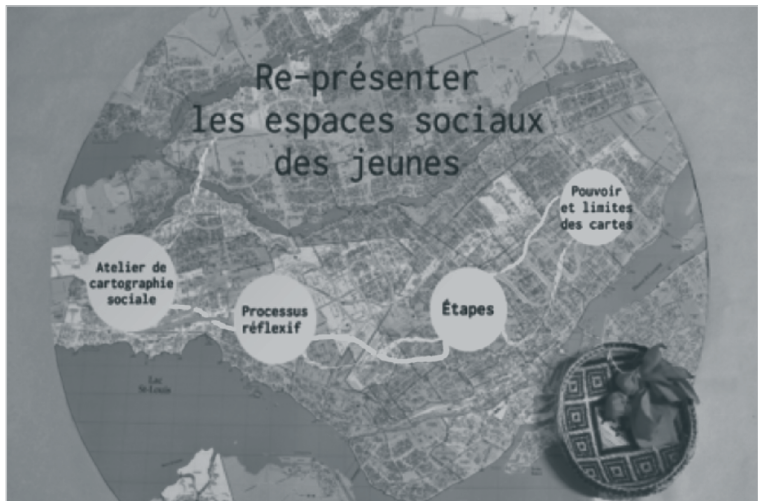 Re-présenter
les espaces sociaux
des jeunes
Pouvoir
et limites
des cartes
Atelier de
cartographie
sociale
Processus
réflexif
Étapes
Lac
St-Louis